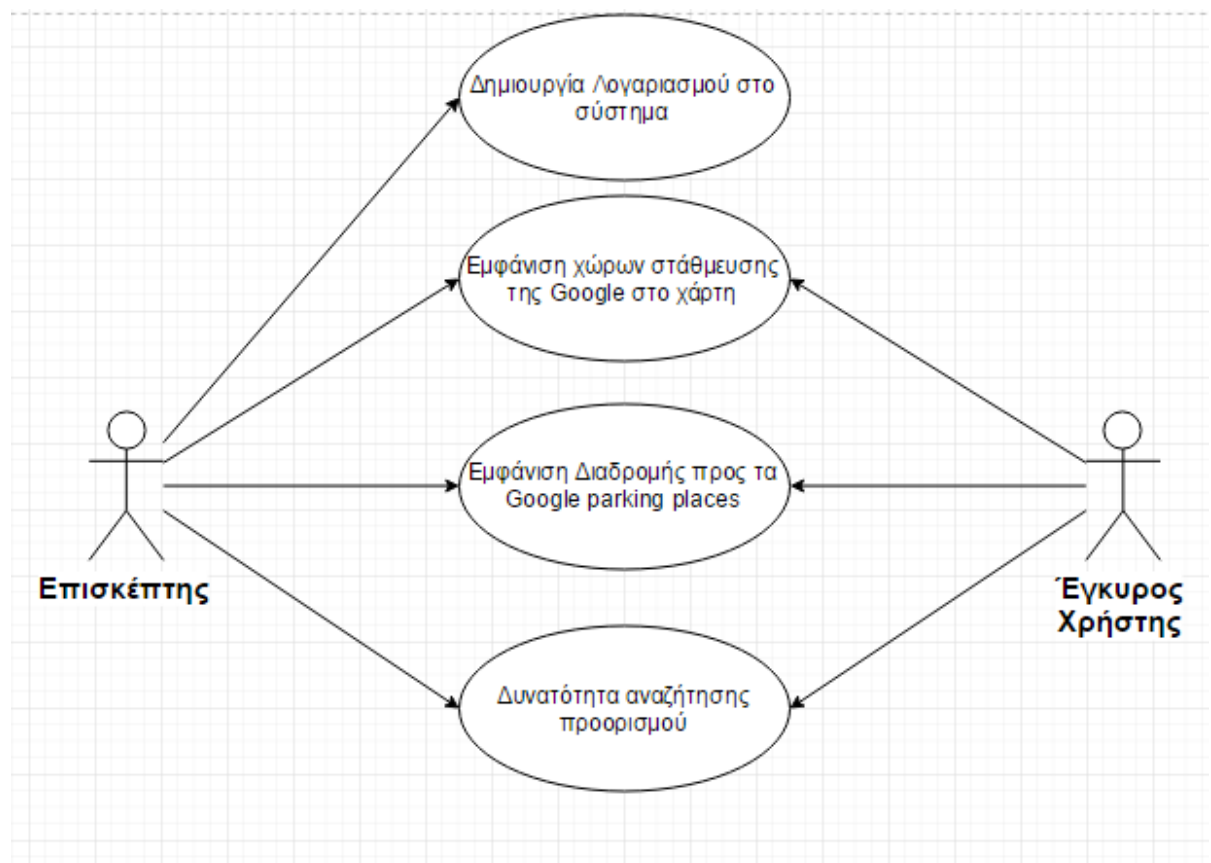 Δημιουργία Λογαριασμού στο
σύστημα
Εμφάνιση χώρων στάθμευσης
της Google στο χάρτη
Εμφάνιση Διαδρομής προς τα
Google parking places
Επισκέπτης
Έγκυρος
Χρήστης
Δυνατότητα αναζήτησης
προορισμού